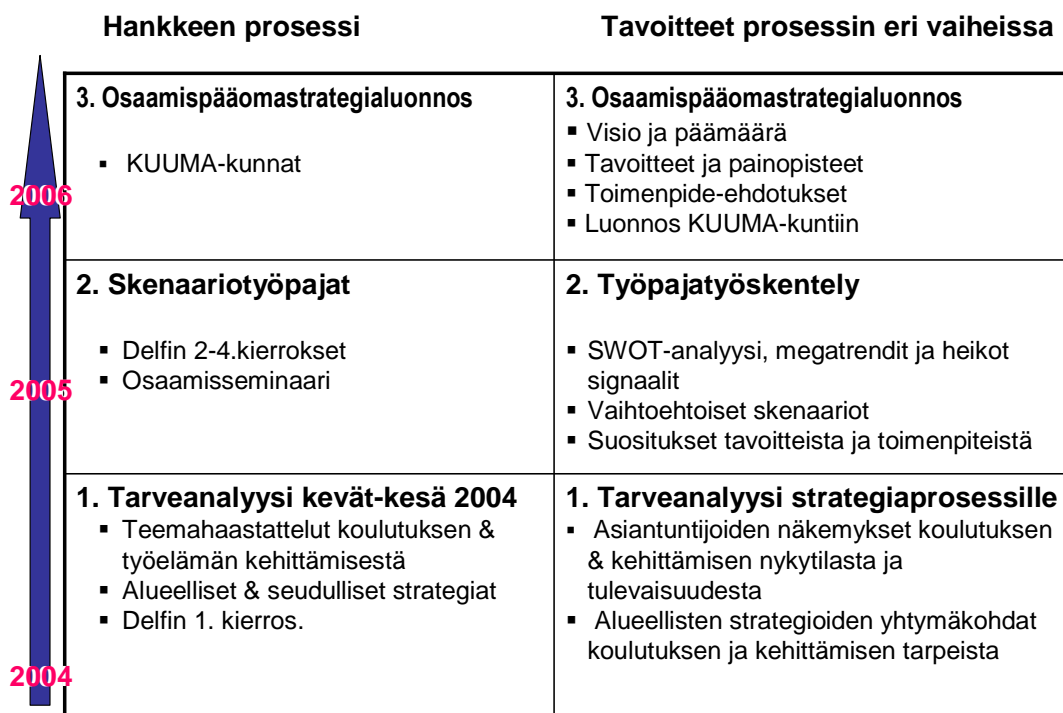 Hankkeen prosessi
Tavoitteet prosessin eri vaiheissa
3. Osaamispääomastrategialuonnos
▪ KUUMA-kunnat
3. Osaamispääomastrategialuonnos
▪ Visio ja päämäärä
▪ Tavoitteet ja painopisteet
▪ Toimenpide-ehdotukset
▪ Luonnos KUUMA-kuntiin
2006
2. Skenaariotyöpajat
▪ Delfin 2-4.kierrokset
▪ Osaamisseminaari
2. Työpajatyöskentely
▪ SWOT-analyysi, megatrendit ja heikot
signaalit
▪ Vaihtoehtoiset skenaariot
▪ Suositukset tavoitteista ja toimenpiteistä
2005
1. Tarveanalyysi kevät-kesä 2004
▪ Teemahaastattelut koulutuksen &
työelämän kehittämisestä
▪ Alueelliset & seudulliset strategiat
▪ Delfin 1. kierros.
1. Tarveanalyysi strategiaprosessille
▪ Asiantuntijoiden näkemykset koulutuksen
& kehittämisen nykytilasta ja
tulevaisuudesta
▪ Alueellisten strategioiden yhtymäkohdat
koulutuksen ja kehittämisen tarpeista
2004